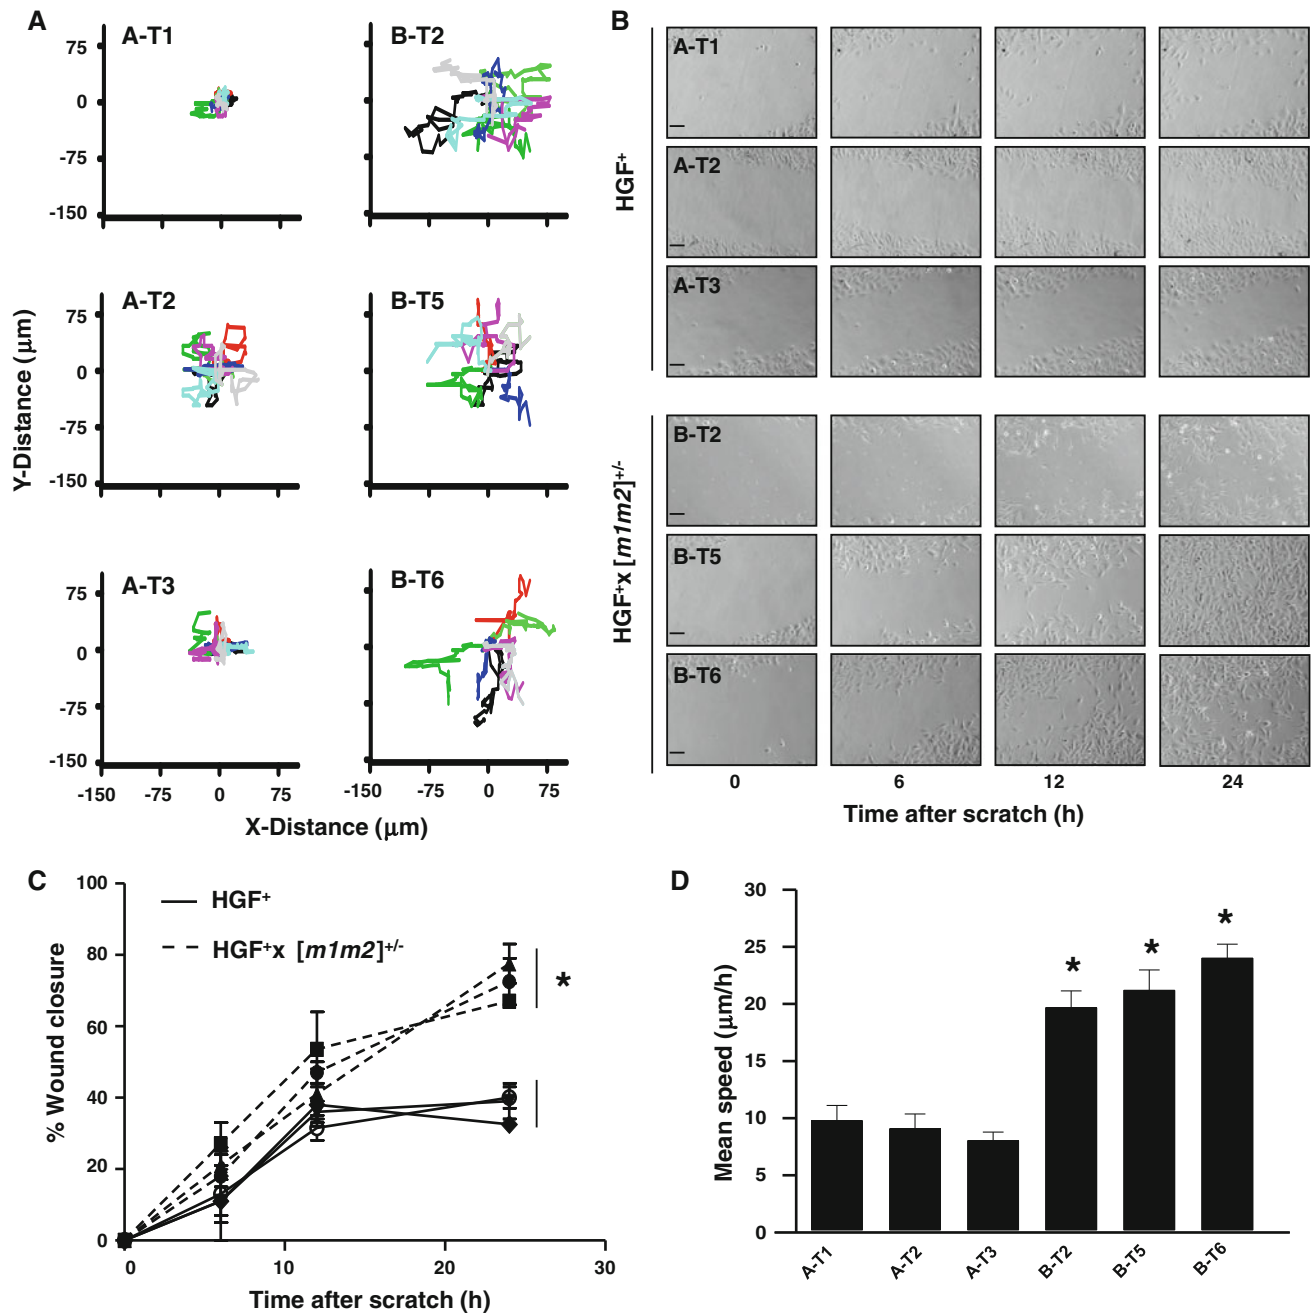 A
A-T1
75
0
-75
-150
B-T2
A-T2
75
0
-75
-150
B-T5
A-T3
75
0
-75
-150
-150
-75
0
75
B-T6
-150
-75
0
75
Y-Distance (μm)
X-Distance (μm)
B
HGF+
A-T1
A-T2
A-T3
HGF+x [m1m2]+/-
B-T2
B-T5
B-T6
0
6
12
24
Time after scratch (h)
C
% Wound closure
100
80
60
40
20
0
HGF+
HGF+x [m1m2]+/-
*
0
10
20
30
Time after scratch (h)
D
Mean speed (μm/h)
30
25
20
15
10
5
0
*
*
*
A-T1
A-T2
A-T3
B-T2
B-T5
B-T6